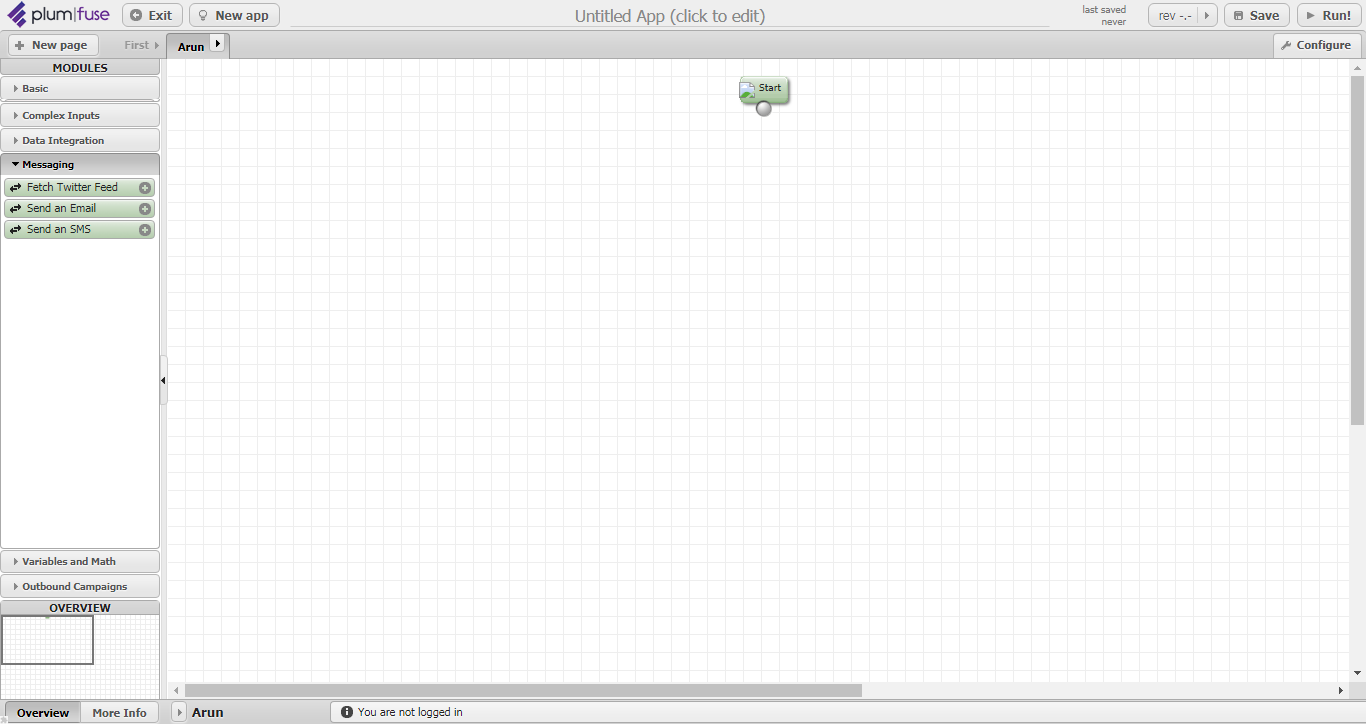 plum|fuse
Exit
New app
Untitled App (click to edit)
last saved
never
rev -.-
Save
Run!
New page
First
Arun
Configure
MODULES
Basic
Complex Inputs
Data Integration
Messaging
Fetch Twitter Feed
Send an Email
Send an SMS
Start
Variables and Math
Outbound Campaigns
OVERVIEW
Overview
More Info
Arun
You are not logged in